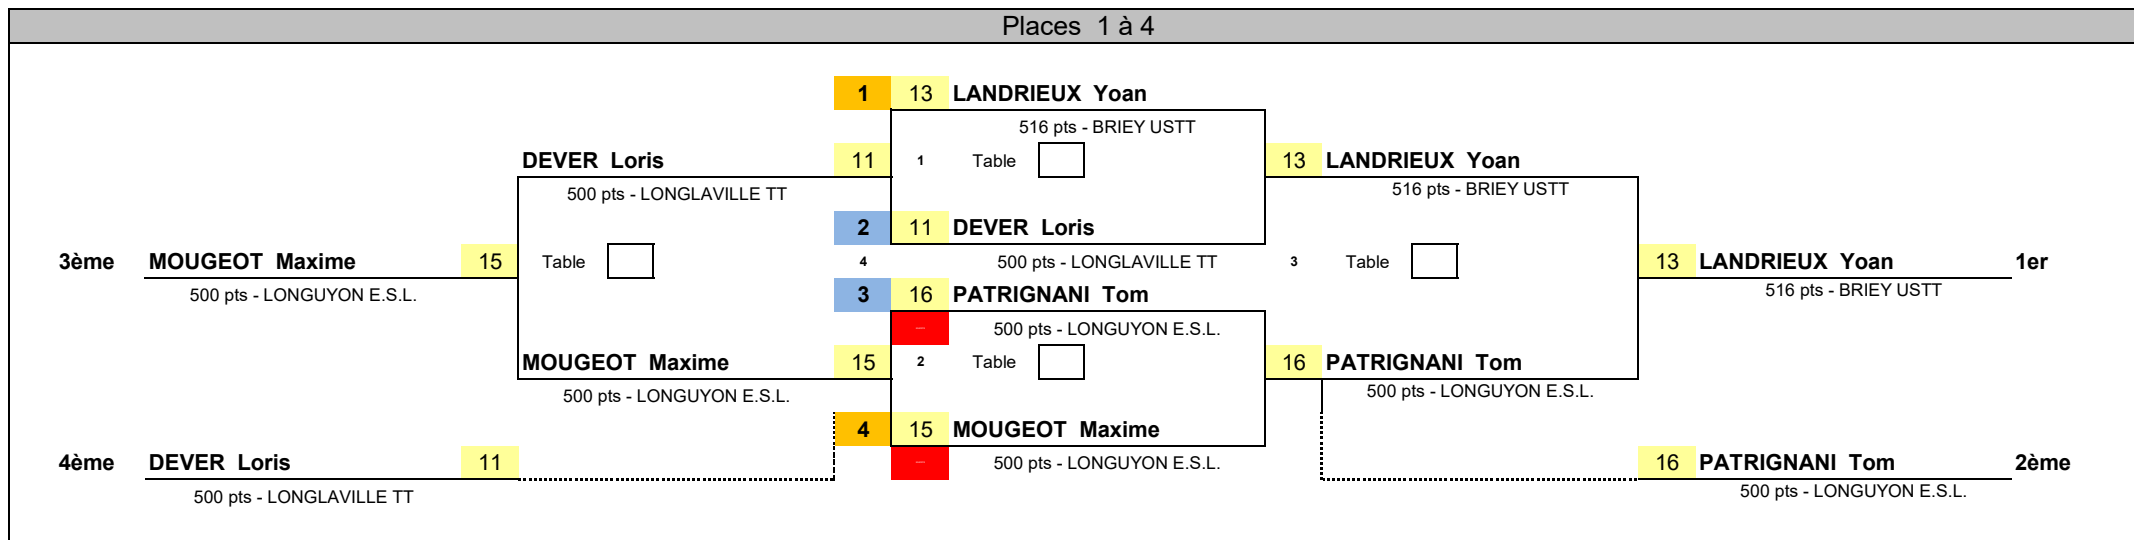 Places 1 à 4
1 13 LANDRIEUX Yoan
516 pts - BRIEY USTT
DEVER Loris 11 1 Table 13 LANDRIEUX Yoan
500 pts - LONGLAVILLE TT 516 pts - BRIEY USTT
2 11 DEVER Loris
3ème MOUGEOT Maxime 15 Table 4 500 pts - LONGLAVILLE TT 3 Table 13 LANDRIEUX Yoan 1er
500 pts - LONGUYON E.S.L. 3 16 PATRIGNANI Tom 516 pts - BRIEY USTT
– 500 pts - LONGUYON E.S.L.
MOUGEOT Maxime 15 2 Table 16 PATRIGNANI Tom
500 pts - LONGUYON E.S.L. 500 pts - LONGUYON E.S.L.
4 15 MOUGEOT Maxime
4ème DEVER Loris 11 – 500 pts - LONGUYON E.S.L. 16 PATRIGNANI Tom 2ème
500 pts - LONGLAVILLE TT 500 pts - LONGUYON E.S.L.